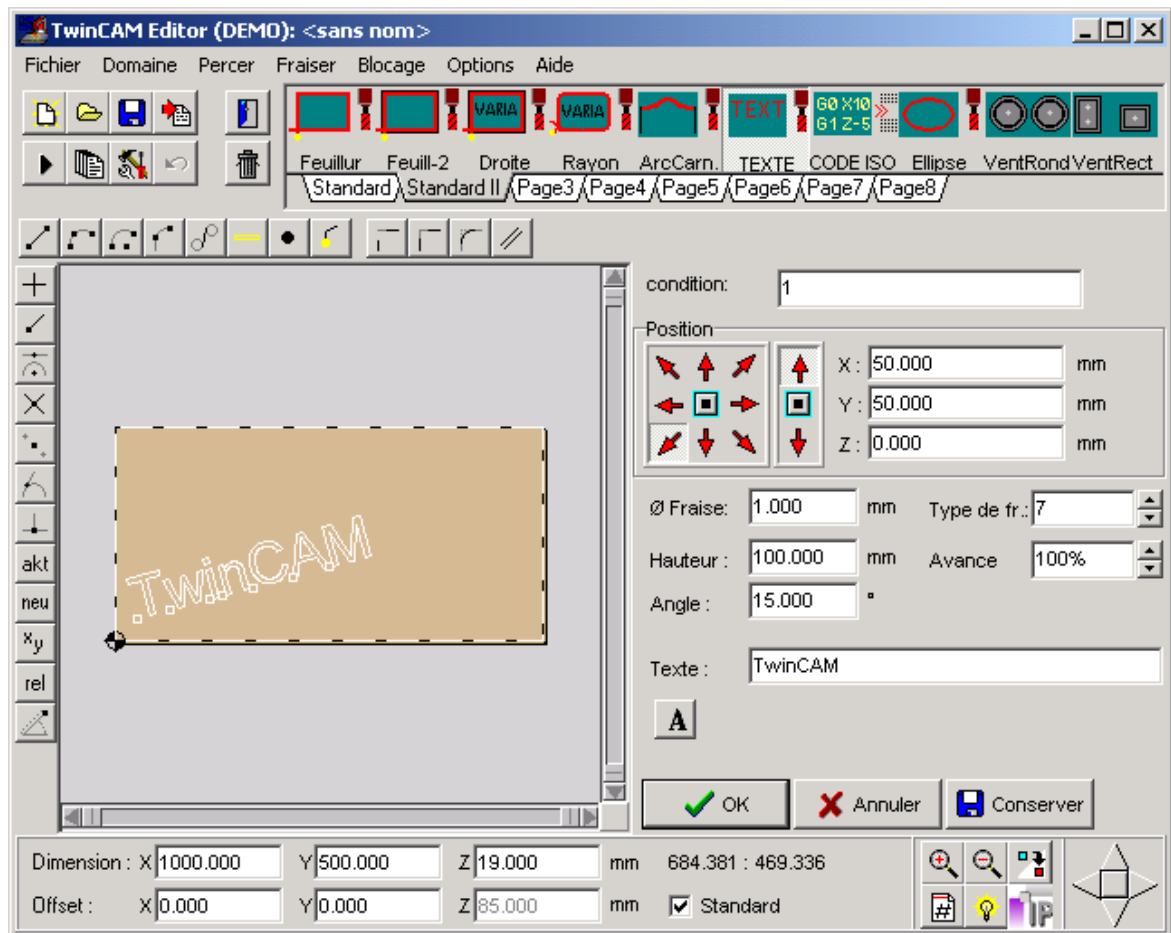 TwinCAM Editor (DEMO): <sans nom>
Fichier Domaine Percer Fraiser Blocage Options Aide
VARIA VARIA TEXT G0 X10
G1 Z-5
Feuillur Feuill-2 Droite Rayon ArcCarn. TEXTE CODE ISO Ellipse VentRond VentRect
Standard Standard II Page3 Page4 Page5 Page6 Page7 Page8
condition: 1
Position
X : 50.000 mm
Y : 50.000 mm
Z : 0.000 mm
Ø Fraise: 1.000 mm Type de fr.: 7
Hauteur : 100.000 mm Avance 100%
Angle : 15.000 °
Texte : TwinCAM
A
akt
neu
xy
rel
TwinCAM
OK Annuler Conserver
Dimension : X 1000.000 Y 500.000 Z 19.000 mm 684.381 : 469.336
Offset : X 0.000 Y 0.000 Z 85.000 mm Standard
# IP